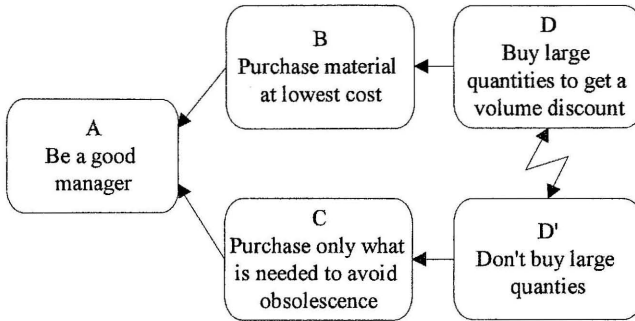 A
Be a good
manager
B
Purchase material
at lowest cost
C
Purchase only what
is needed to avoid
obsolescence
D
Buy large
quantities to get a
volume discount
D'
Don't buy large
quanties